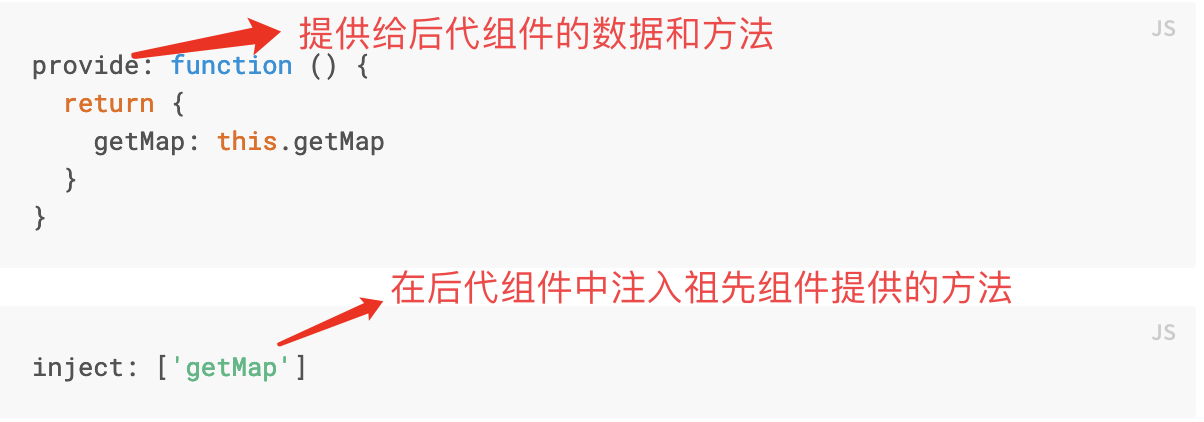 提供给后代组件的数据和方法
JS
provide: function () {
  return {
    getMap: this.getMap
  }
}
在后代组件中注入祖先组件提供的方法
JS
inject: ['getMap']